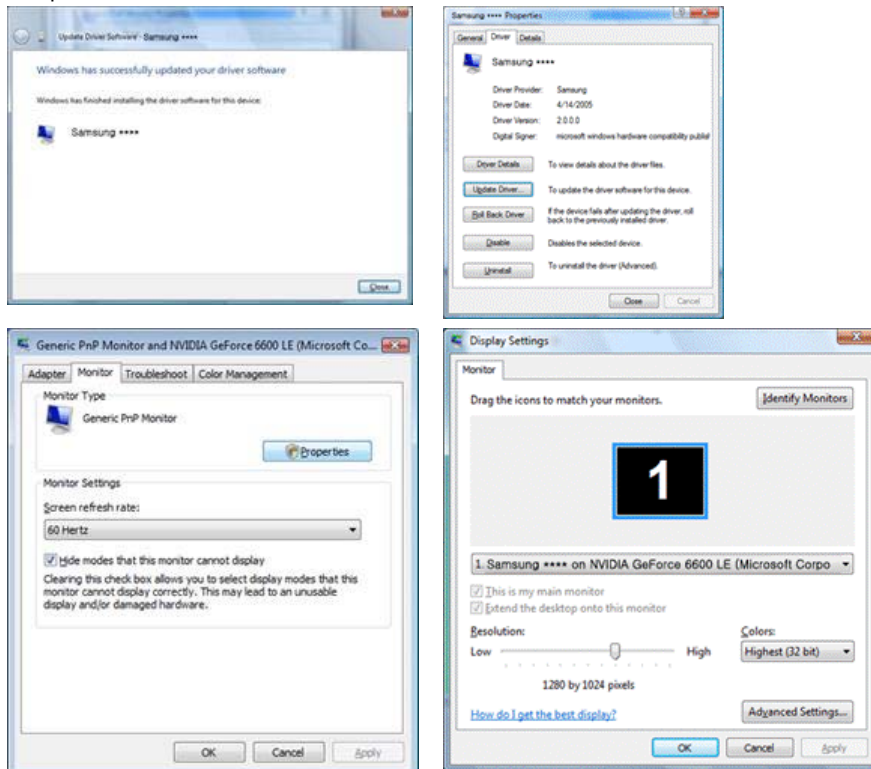 Update Driver Software - Samsung ****
Windows has successfully updated your driver software
Windows has finished installing the driver software for this device:
Samsung ****
Close
Samsung **** Properties
General Driver Details
Samsung ****
Driver Provider: Samsung
Driver Date: 4/14/2005
Driver Version: 2.0.0.0
Digital Signer: microsoft windows hardware compatibility publis
Driver Details To view details about the driver files.
Update Driver... To update the driver software for this device.
Roll Back Driver If the device fails after updating the driver, roll
back to the previously installed driver.
Disable Disables the selected device.
Uninstall To uninstall the driver (Advanced).
Close Cancel
Generic PnP Monitor and NVIDIA GeForce 6600 LE (Microsoft Co...
Adapter Monitor Troubleshoot Color Management
Monitor Type
Generic PnP Monitor
Properties
Monitor Settings
Screen refresh rate:
60 Hertz
Hide modes that this monitor cannot display
Clearing this check box allows you to select display modes that this
monitor cannot display correctly. This may lead to an unusable
display and/or damaged hardware.
OK Cancel Apply
Display Settings
Monitor
Drag the icons to match your monitors. Identify Monitors
1
1. Samsung **** on NVIDIA GeForce 6600 LE (Microsoft Corpo
This is my main monitor
Extend the desktop onto this monitor
Resolution: Colors:
Low High Highest (32 bit)
1280 by 1024 pixels
How do I get the best display? Advanced Settings...
OK Cancel Apply